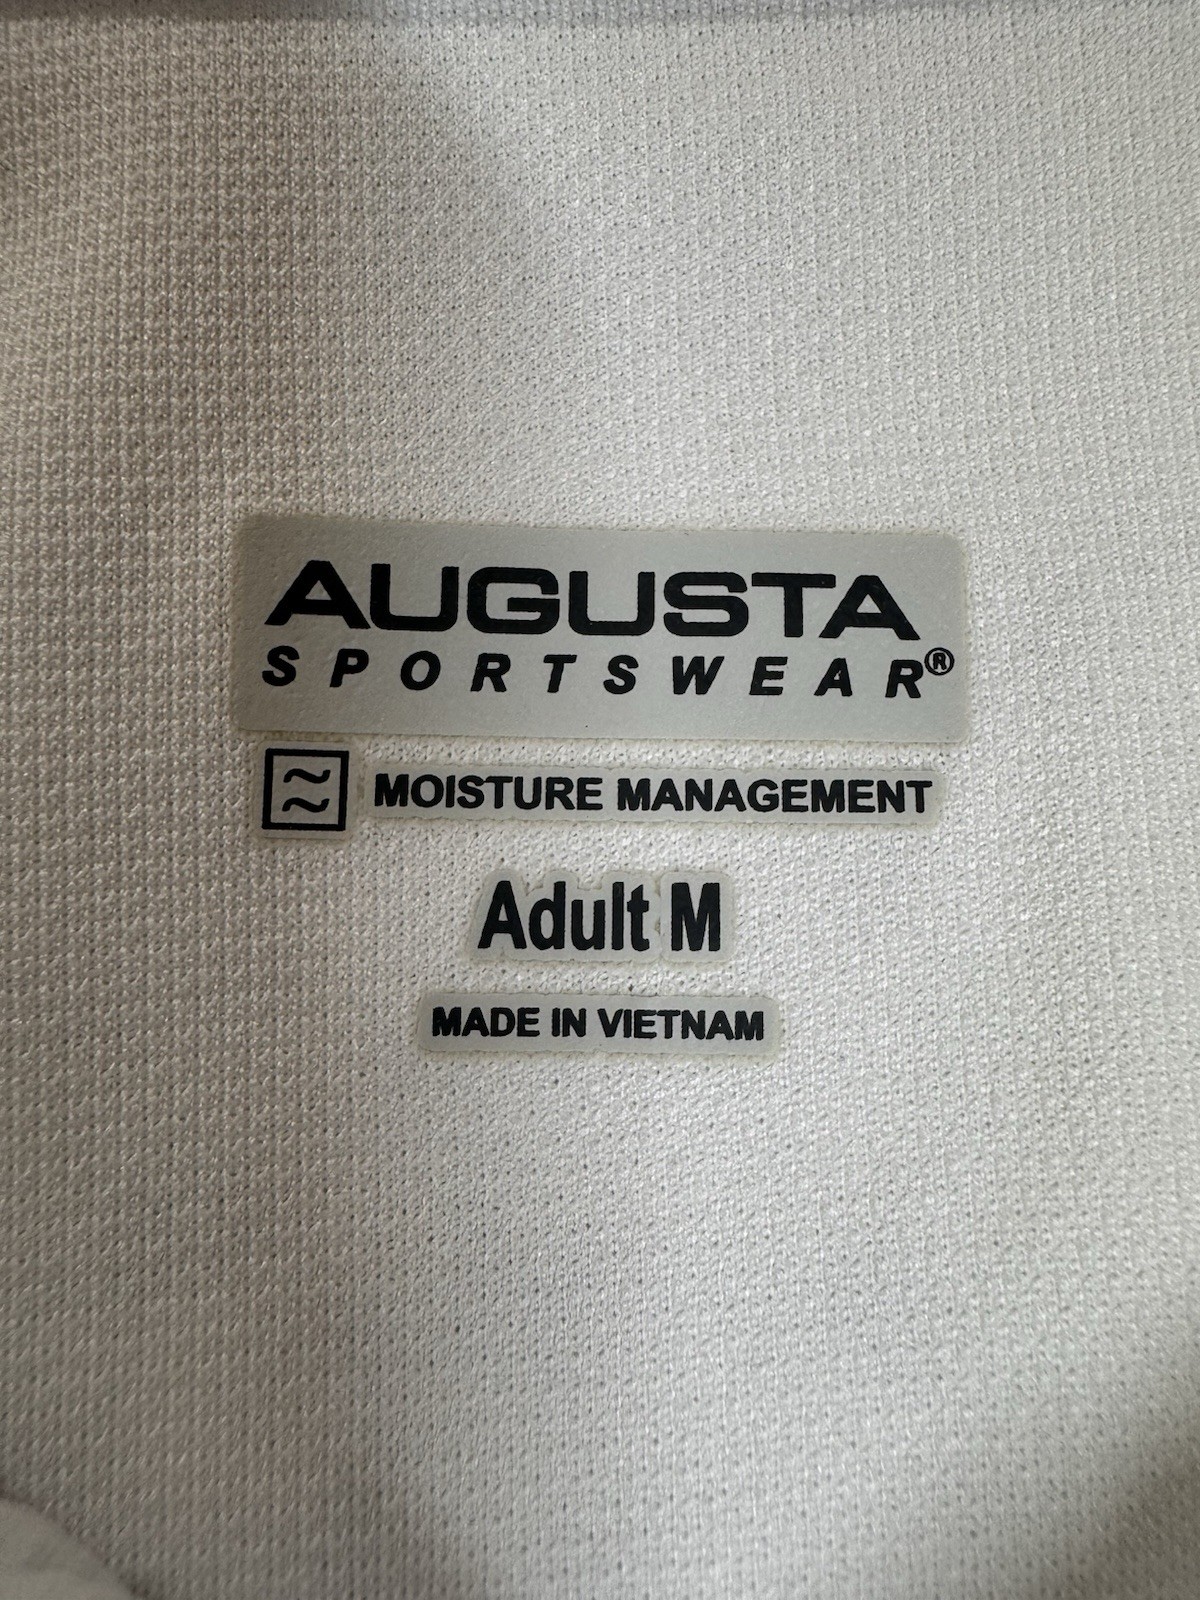 AUGUSTA
SPORTSWEAR®
MOISTURE MANAGEMENT
Adult M
MADE IN VIETNAM